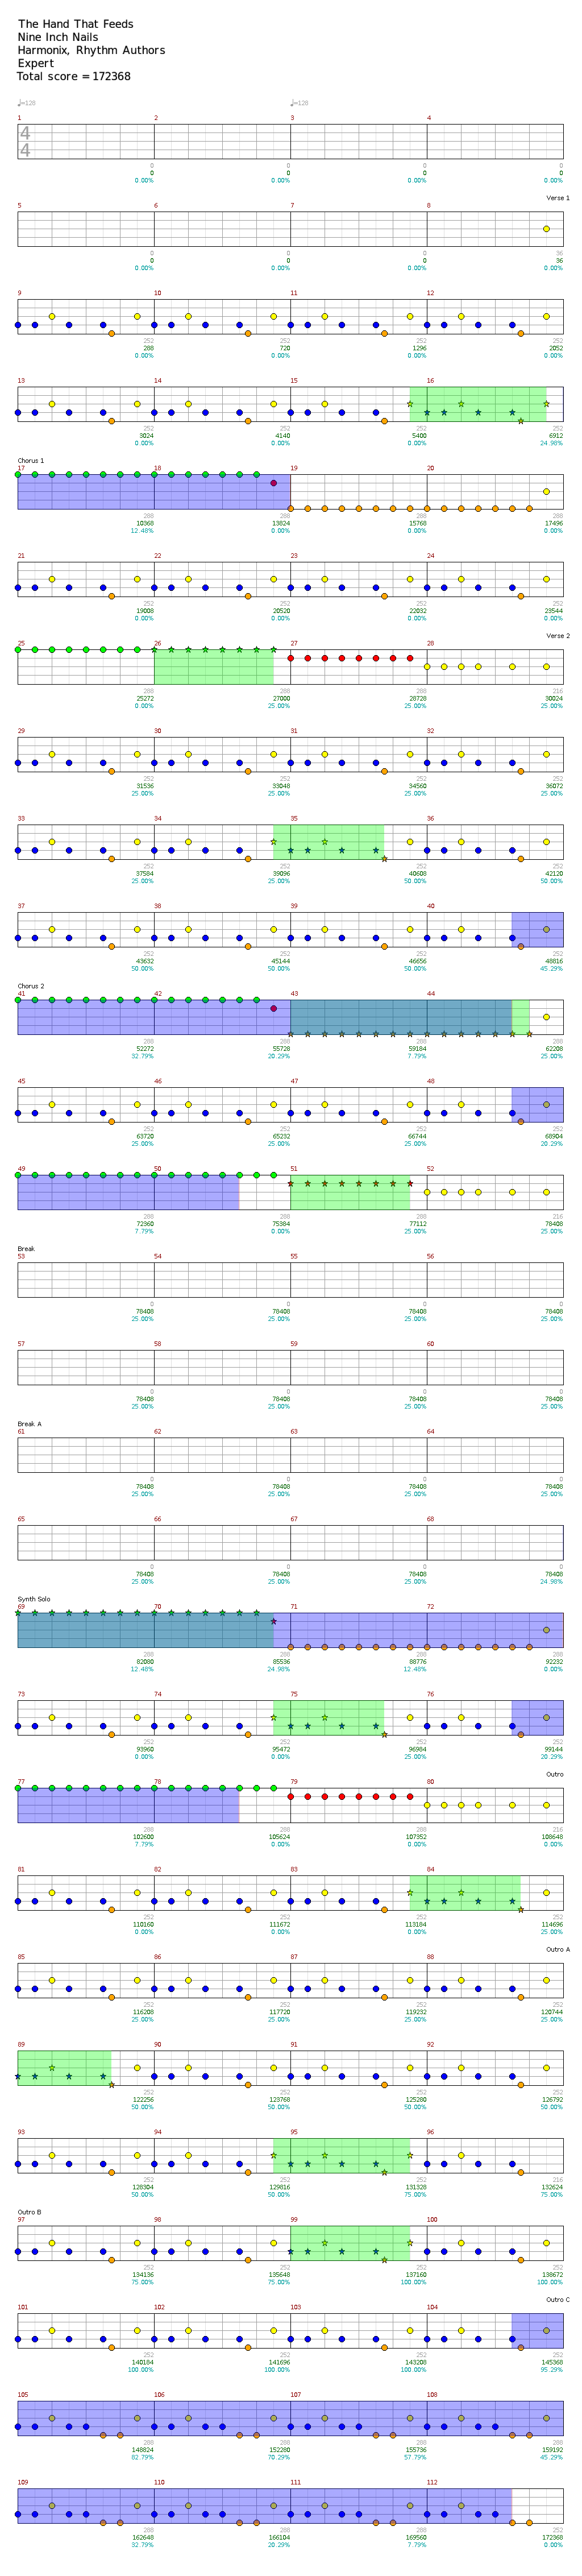 The Hand That Feeds
Nine Inch Nails
Harmonix, Rhythm Authors
Expert
Total score = 172368
♩=128 ♩=128
1 2 3 4
4
4
0 0 0 0
0 0 0 0
0.00% 0.00% 0.00% 0.00%
Verse 1
5 6 7 8
0 0 0 36
0 0 0 36
0.00% 0.00% 0.00% 0.00%
9 10 11 12
252 252 252 252
288 720 1296 2052
0.00% 0.00% 0.00% 0.00%
13 14 15 16
252 252 252 252
3024 4140 5400 6912
0.00% 0.00% 0.00% 24.98%
Chorus 1
17 18 19 20
288 288 288 288
10368 13824 15768 17496
12.48% 0.00% 0.00% 0.00%
21 22 23 24
252 252 252 252
19008 20520 22032 23544
0.00% 0.00% 0.00% 0.00%
Verse 2
25 26 27 28
288 288 288 216
25272 27000 28728 30024
0.00% 25.00% 25.00% 25.00%
29 30 31 32
252 252 252 252
31536 33048 34560 36072
25.00% 25.00% 25.00% 25.00%
33 34 35 36
252 252 252 252
37584 39096 40608 42120
25.00% 25.00% 50.00% 50.00%
37 38 39 40
252 252 252 252
43632 45144 46656 48816
50.00% 50.00% 50.00% 45.29%
Chorus 2
41 42 43 44
288 288 288 288
52272 55728 59184 62208
32.79% 20.29% 7.79% 25.00%
45 46 47 48
252 252 252 252
63720 65232 66744 68904
25.00% 25.00% 25.00% 20.29%
49 50 51 52
288 288 288 216
72360 75384 77112 78408
7.79% 0.00% 25.00% 25.00%
Break
53 54 55 56
0 0 0 0
78408 78408 78408 78408
25.00% 25.00% 25.00% 25.00%
57 58 59 60
0 0 0 0
78408 78408 78408 78408
25.00% 25.00% 25.00% 25.00%
Break A
61 62 63 64
0 0 0 0
78408 78408 78408 78408
25.00% 25.00% 25.00% 25.00%
65 66 67 68
0 0 0 0
78408 78408 78408 78408
25.00% 25.00% 25.00% 24.98%
Synth Solo
69 70 71 72
288 288 288 288
82080 85536 88776 92232
12.48% 24.98% 12.48% 0.00%
73 74 75 76
252 252 252 252
93960 95472 96984 99144
0.00% 0.00% 25.00% 20.29%
Outro
77 78 79 80
288 288 288 216
102600 105624 107352 108648
7.79% 0.00% 0.00% 0.00%
81 82 83 84
252 252 252 252
110160 111672 113184 114696
0.00% 0.00% 0.00% 25.00%
Outro A
85 86 87 88
252 252 252 252
116208 117720 119232 120744
25.00% 25.00% 25.00% 25.00%
89 90 91 92
252 252 252 252
122256 123768 125280 126792
50.00% 50.00% 50.00% 50.00%
93 94 95 96
252 252 252 216
128304 129816 131328 132624
50.00% 50.00% 75.00% 75.00%
Outro B
97 98 99 100
252 252 252 252
134136 135648 137160 138672
75.00% 75.00% 100.00% 100.00%
Outro C
101 102 103 104
252 252 252 252
140184 141696 143208 145368
100.00% 100.00% 100.00% 95.29%
105 106 107 108
288 288 288 288
148824 152280 155736 159192
82.79% 70.29% 57.79% 45.29%
109 110 111 112
288 288 288 252
162648 166104 169560 172368
32.79% 20.29% 7.79% 0.00%